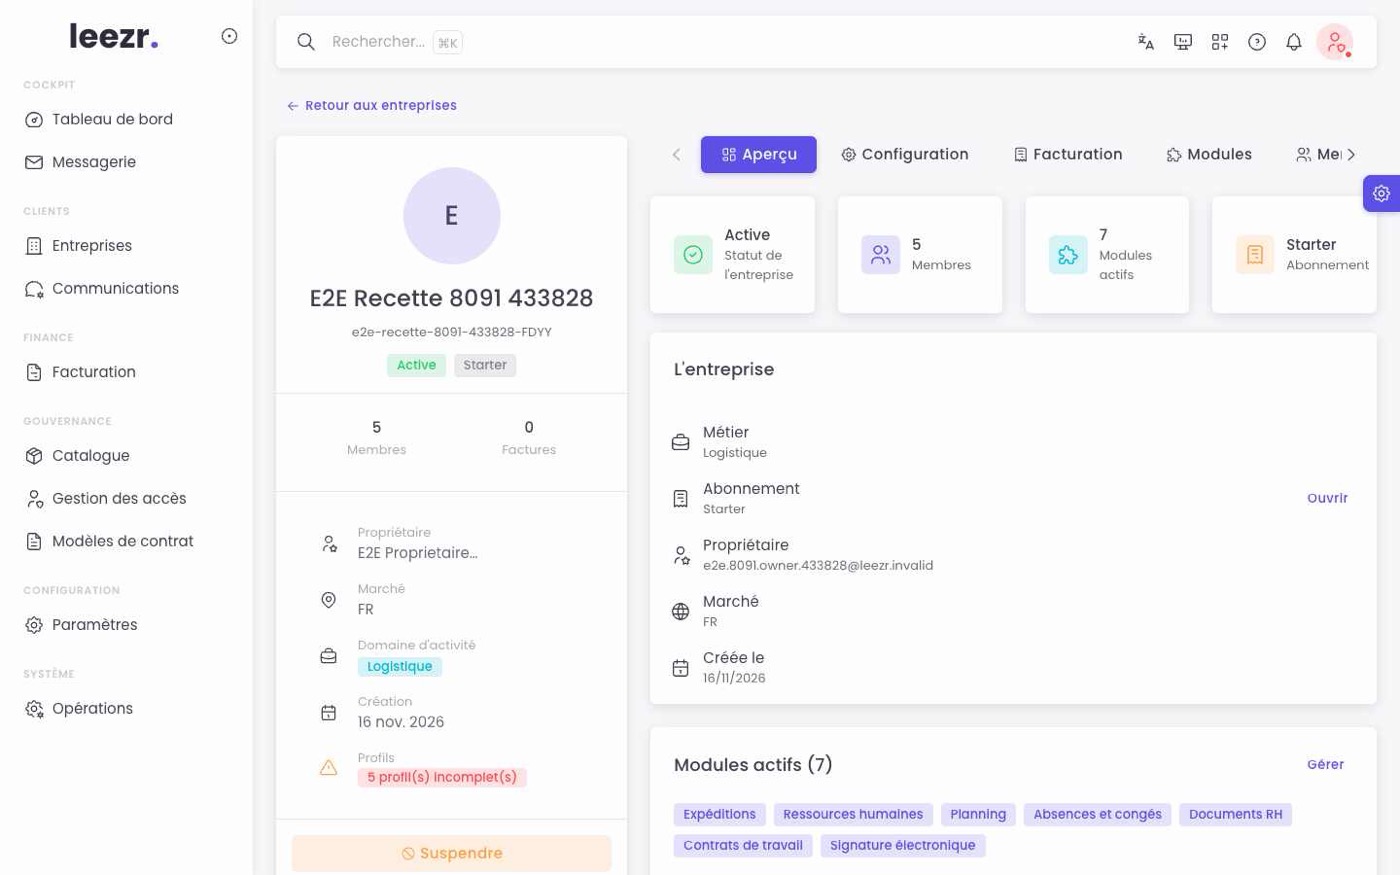 leezr.
COCKPIT
Tableau de bord
Messagerie
CLIENTS
Entreprises
Communications
FINANCE
Facturation
GOUVERNANCE
Catalogue
Gestion des accès
Modèles de contrat
CONFIGURATION
Paramètres
SYSTÈME
Opérations
Rechercher... ⌘K
← Retour aux entreprises
E
E2E Recette 8091 433828
e2e-recette-8091-433828-FDYY
Active Starter
5
Membres
0
Factures
Propriétaire
E2E Proprietaire...
Marché
FR
Domaine d'activité
Logistique
Création
16 nov. 2026
Profils
5 profil(s) incomplet(s)
Suspendre
Aperçu
Configuration
Facturation
Modules
Me
Active
Statut de
l'entreprise
5
Membres
7
Modules
actifs
Starter
Abonnement
L'entreprise
Métier
Logistique
Abonnement
Starter
Ouvrir
Propriétaire
e2e.8091.owner.433828@leezr.invalid
Marché
FR
Créée le
16/11/2026
Modules actifs (7)
Gérer
Expéditions Ressources humaines Planning Absences et congés Documents RH
Contrats de travail Signature électronique